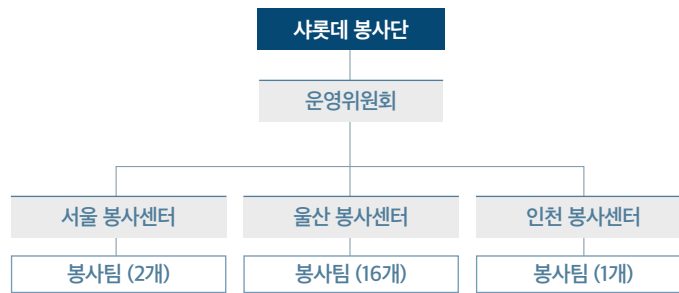 샤롯데 봉사단
운영위원회
서울 봉사센터
울산 봉사센터
인천 봉사센터
봉사팀 (2개)
봉사팀 (16개)
봉사팀 (1개)